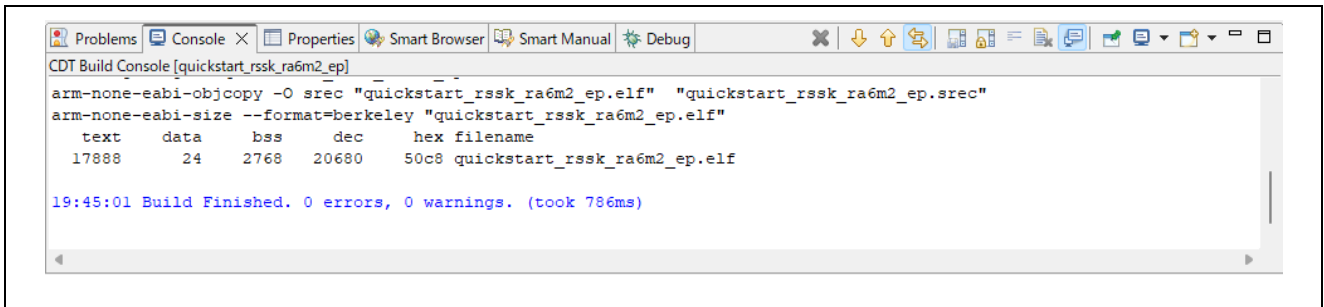 Problems Console Properties Smart Browser Smart Manual Debug
CDT Build Console [quickstart_rssk_ra6m2_ep]
arm-none-eabi-objcopy -O srec "quickstart_rssk_ra6m2_ep.elf"  "quickstart_rssk_ra6m2_ep.srec"
arm-none-eabi-size --format=berkeley "quickstart_rssk_ra6m2_ep.elf"
   text    data     bss     dec     hex filename
  17888      24    2768   20680    50c8 quickstart_rssk_ra6m2_ep.elf
19:45:01 Build Finished. 0 errors, 0 warnings. (took 786ms)